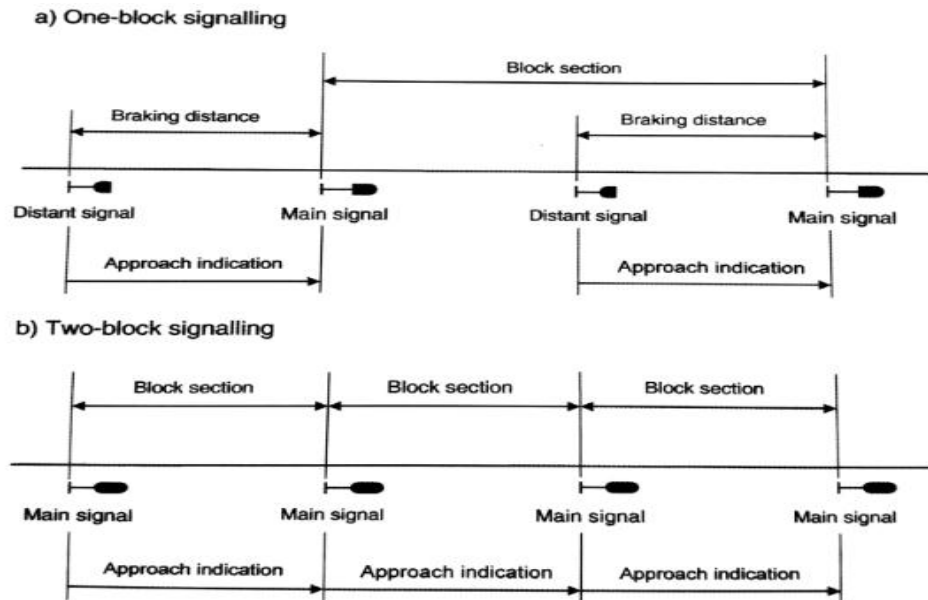 a) One-block signalling
Block section
Braking distance
Braking distance
Distant signal
Main signal
Distant signal
Main signal
Approach indication
Approach indication
b) Two-block signalling
Block section
Block section
Block section
Main signal
Main signal
Main signal
Main signal
Approach indication
Approach indication
Approach indication